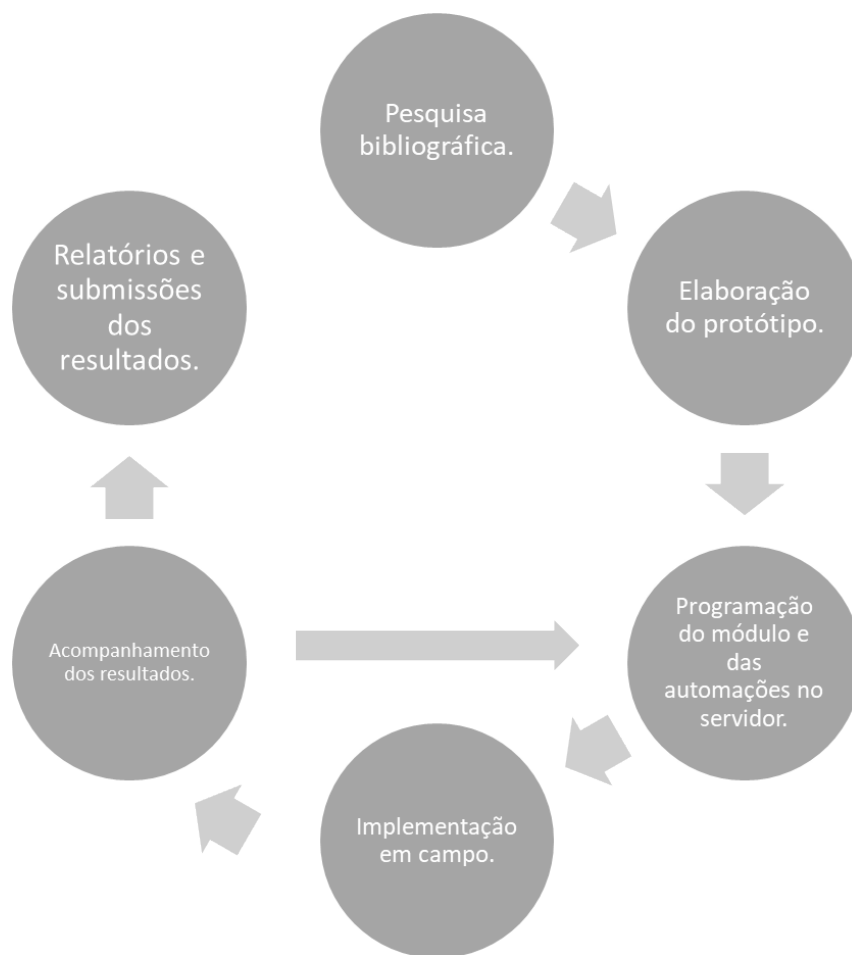 Pesquisa
bibliográfica.
Elaboração
do protótipo.
Programação
do módulo e
das
automações no
servidor.
Implementação
em campo.
Acompanhamento
dos resultados.
Relatórios e
submissões
dos
resultados.